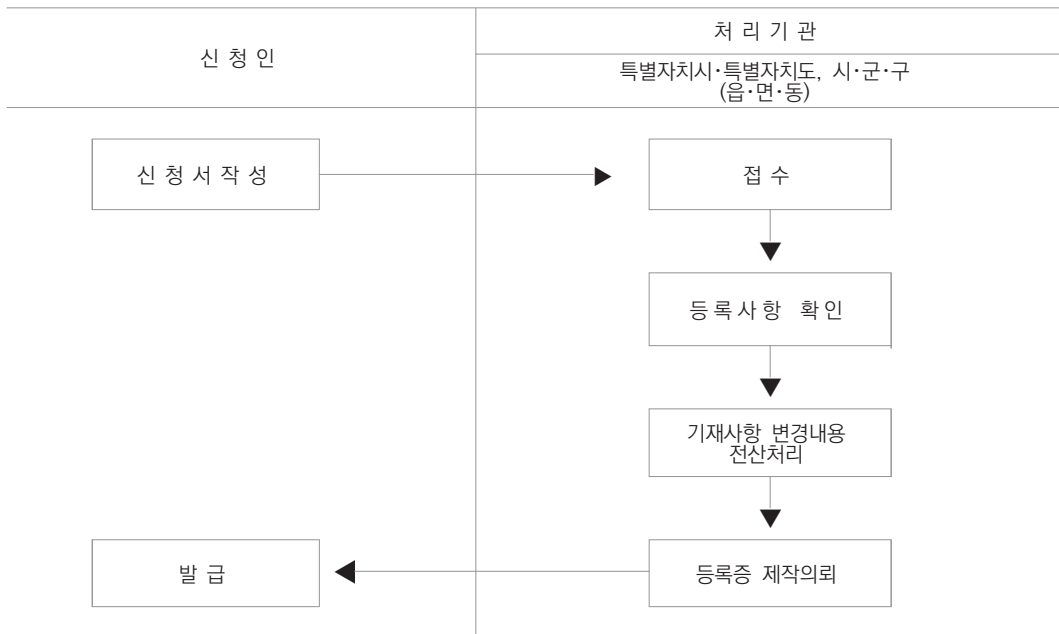 신 청 인
처 리 기 관
특별자치시·특별자치도, 시·군·구
(읍·면·동)
신 청 서 작 성
접 수
등록사항 확인
기재사항 변경내용
전산처리
발 급
등록증 제작의뢰